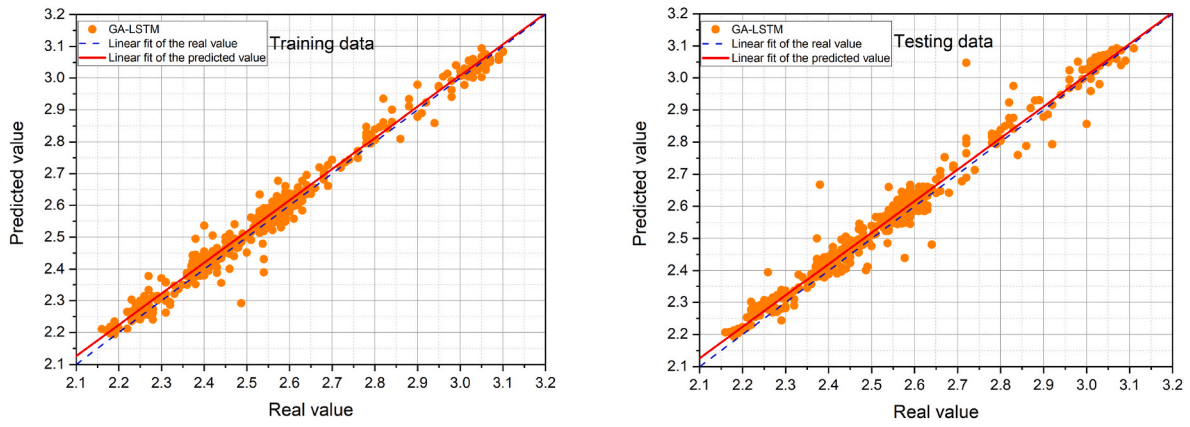 3.2
3.1
3.0
2.9
2.8
2.7
2.6
2.5
2.4
2.3
2.2
2.1
Predicted value
GA-LSTM
Linear fit of the real value
Linear fit of the predicted value
Training data
2.1 2.2 2.3 2.4 2.5 2.6 2.7 2.8 2.9 3.0 3.1 3.2
Real value
3.2
3.1
3.0
2.9
2.8
2.7
2.6
2.5
2.4
2.3
2.2
2.1
Predicted value
GA-LSTM
Linear fit of the real value
Linear fit of the predicted value
Testing data
2.1 2.2 2.3 2.4 2.5 2.6 2.7 2.8 2.9 3.0 3.1 3.2
Real value